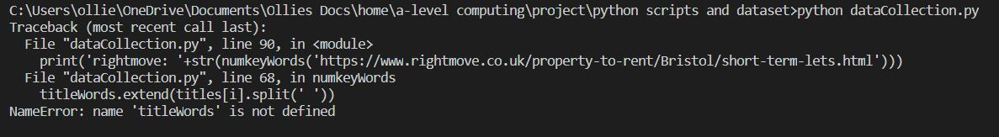 C:\Users\ollie\OneDrive\Documents\Ollies Docs\home\a-level computing\project\python scripts and dataset>python dataCollection.py
Traceback (most recent call last):
  File "dataCollection.py", line 90, in <module>
    print('rightmove: '+str(numkeyWords('https://www.rightmove.co.uk/property-to-rent/Bristol/short-term-lets.html')))
  File "dataCollection.py", line 68, in numkeyWords
    titleWords.extend(titles[i].split(' '))
NameError: name 'titleWords' is not defined